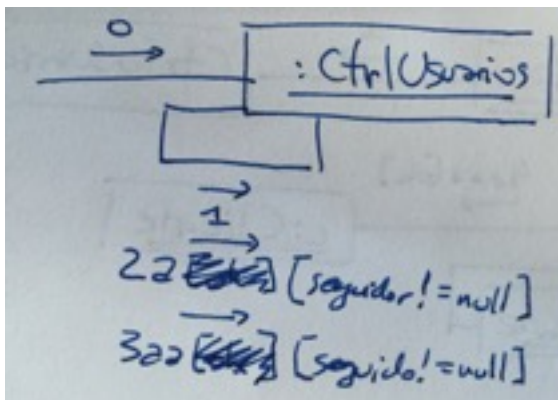 0
: CtrlUsuarios
1
2a [seguidor != null]
3aa [seguido != null]